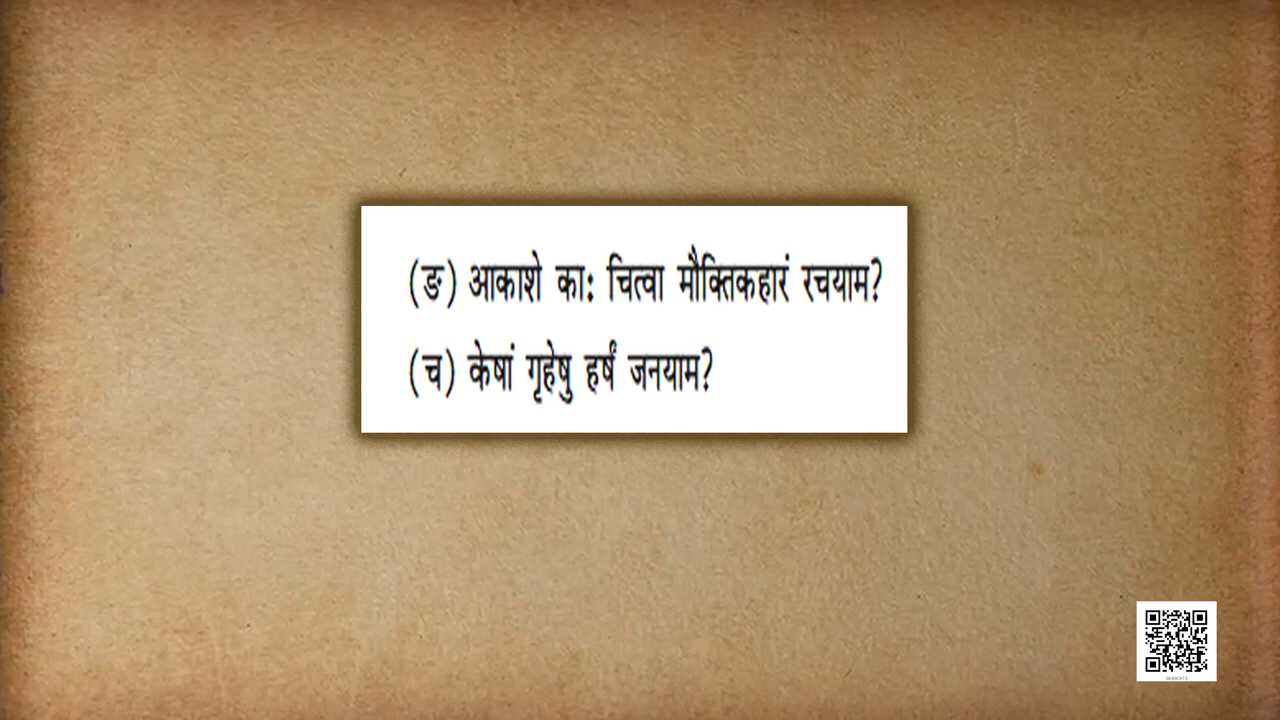 (ङ) आकाशे काः चित्वा मौक्तिकहारं रचयाम?
(च) केषां गृहेषु हर्षं जनयाम?